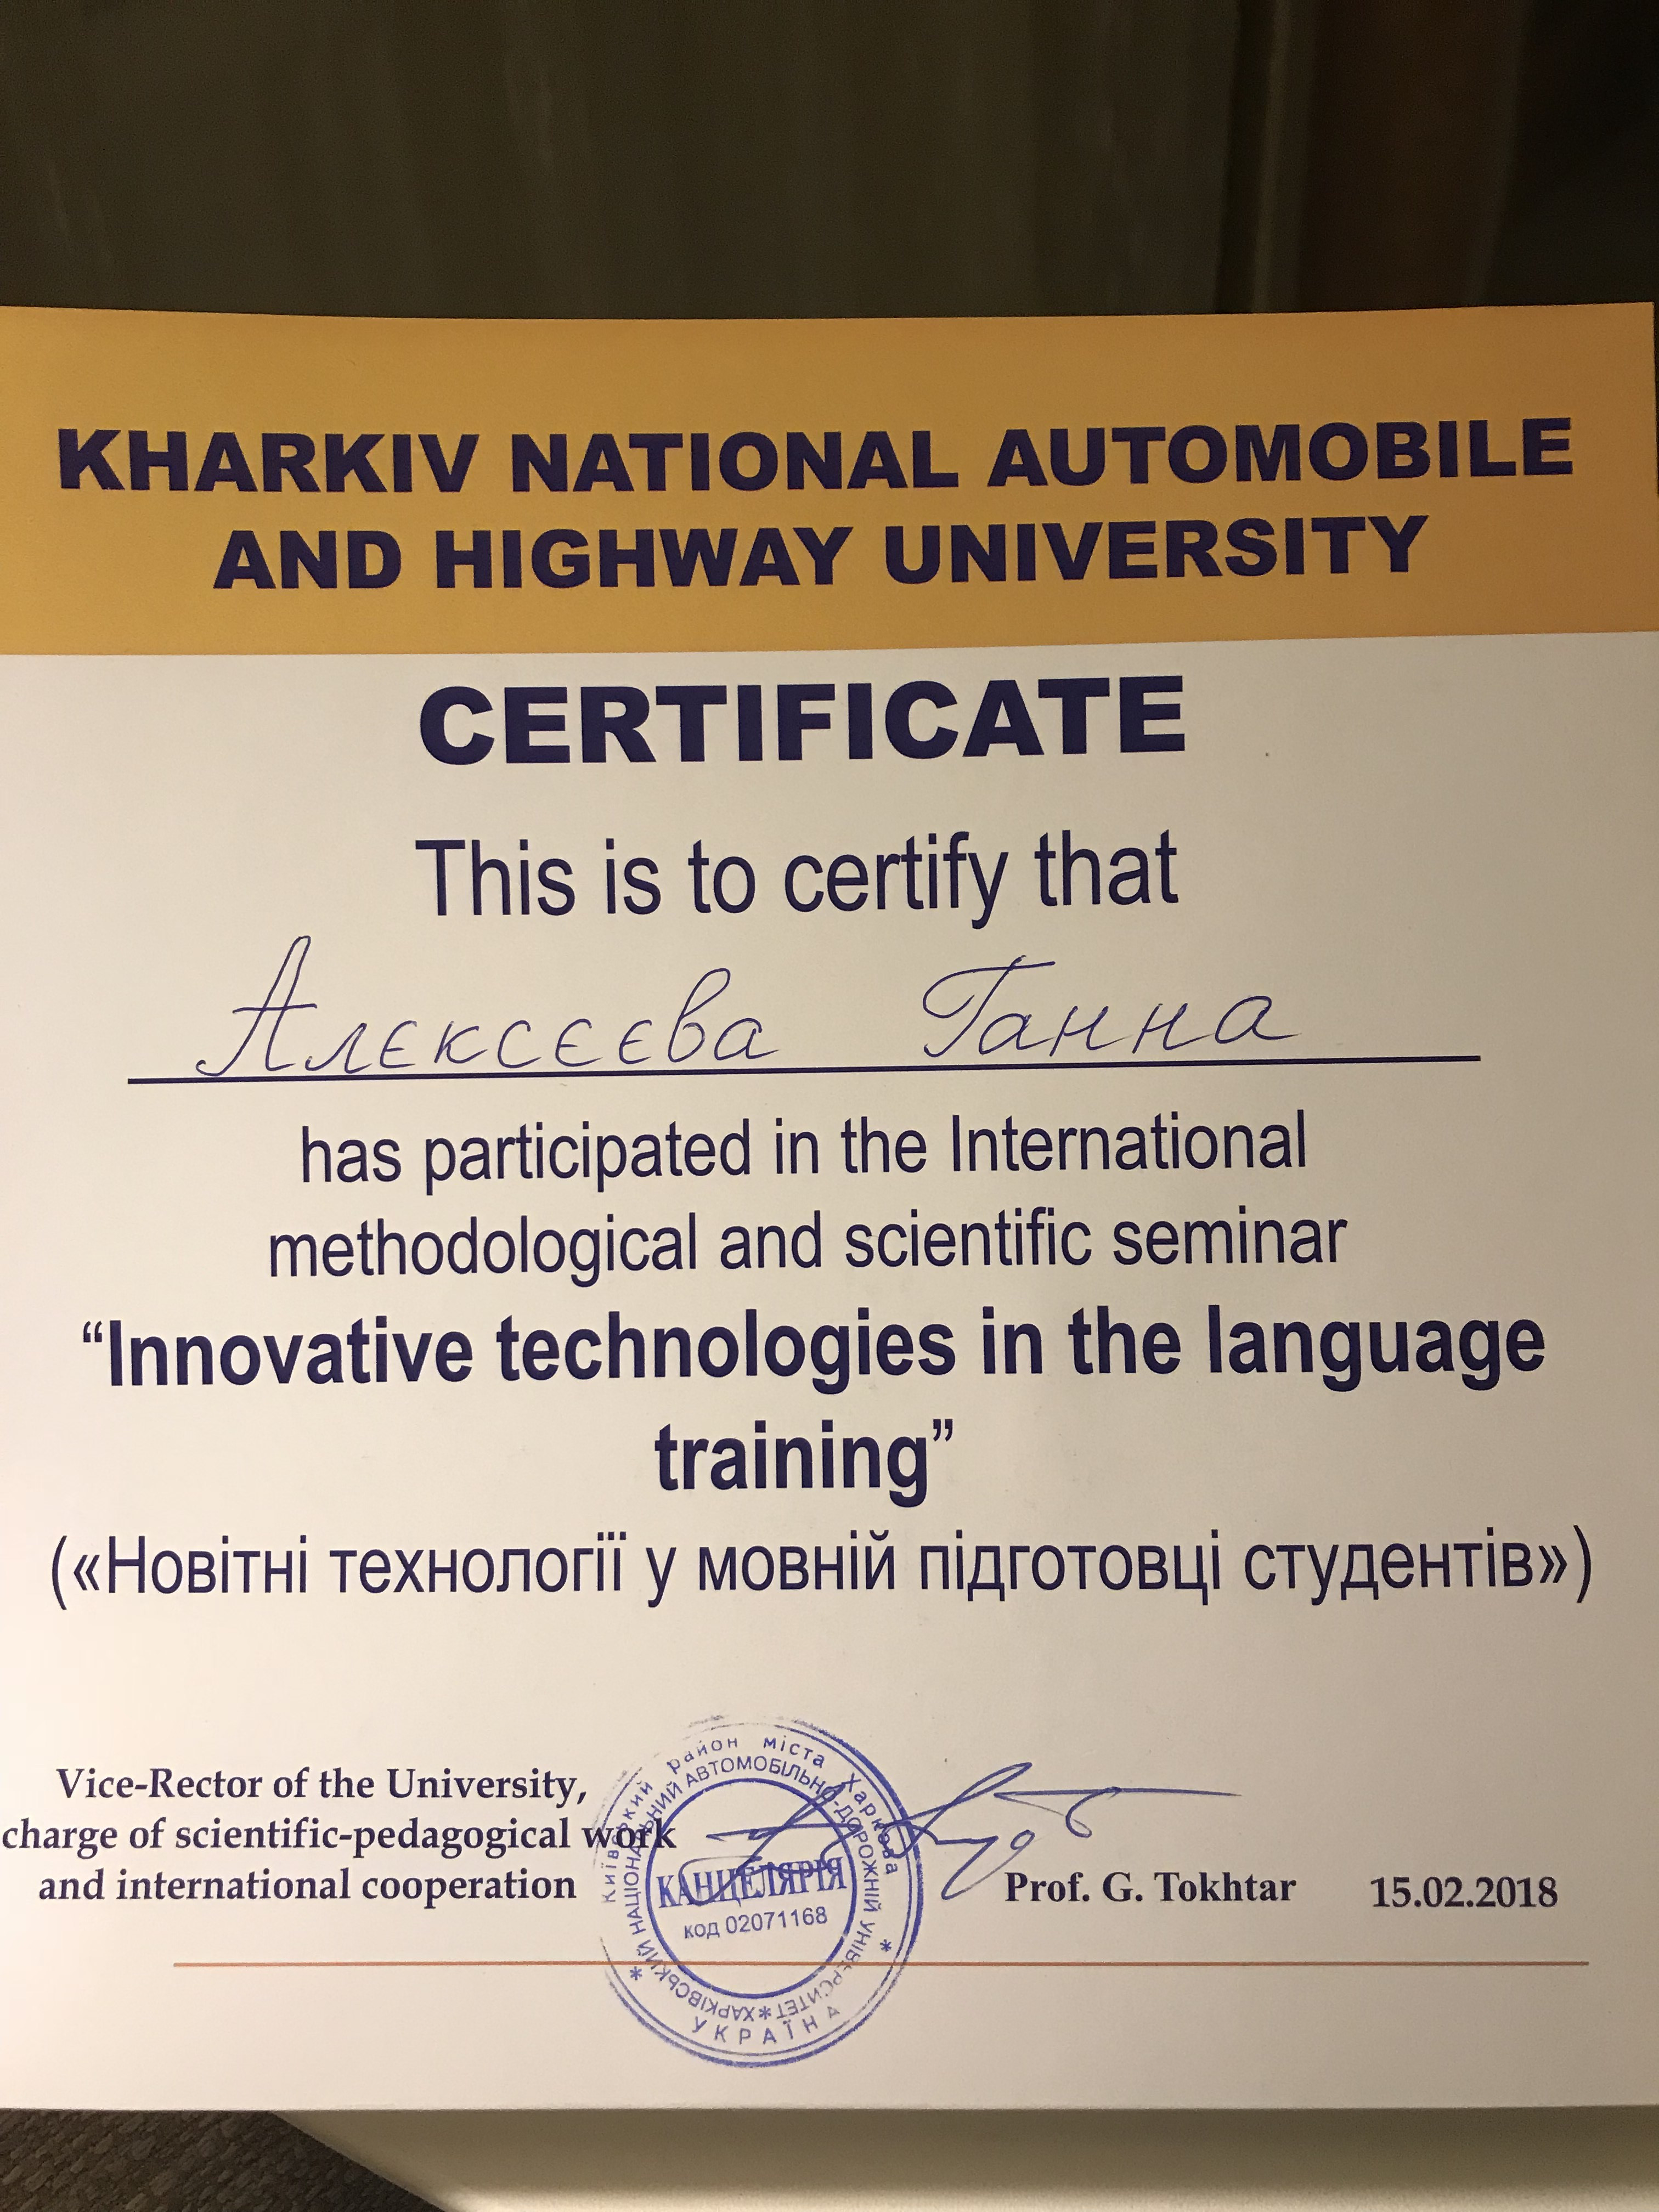 KHARKIV NATIONAL AUTOMOBILE
AND HIGHWAY UNIVERSITY
CERTIFICATE
This is to certify that
Алєксєєва Ганна
has participated in the International
methodological and scientific seminar
“Innovative technologies in the language
training”
(«Новітні технології у мовній підготовці студентів»)
Vice-Rector of the University,
charge of scientific-pedagogical work
and international cooperation
Київський район міста Харкова
* ХАРКІВСЬКИЙ НАЦІОНАЛЬНИЙ АВТОМОБІЛЬНО-ДОРОЖНІЙ УНІВЕРСИТЕТ *
УКРАЇНА
КАНЦЕЛЯРІЯ
код 02071168
Prof. G. Tokhtar
15.02.2018